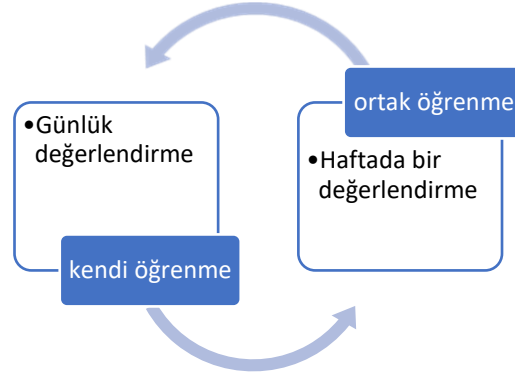 •Günlük
değerlendirme
kendi öğrenme
ortak öğrenme
•Haftada bir
değerlendirme